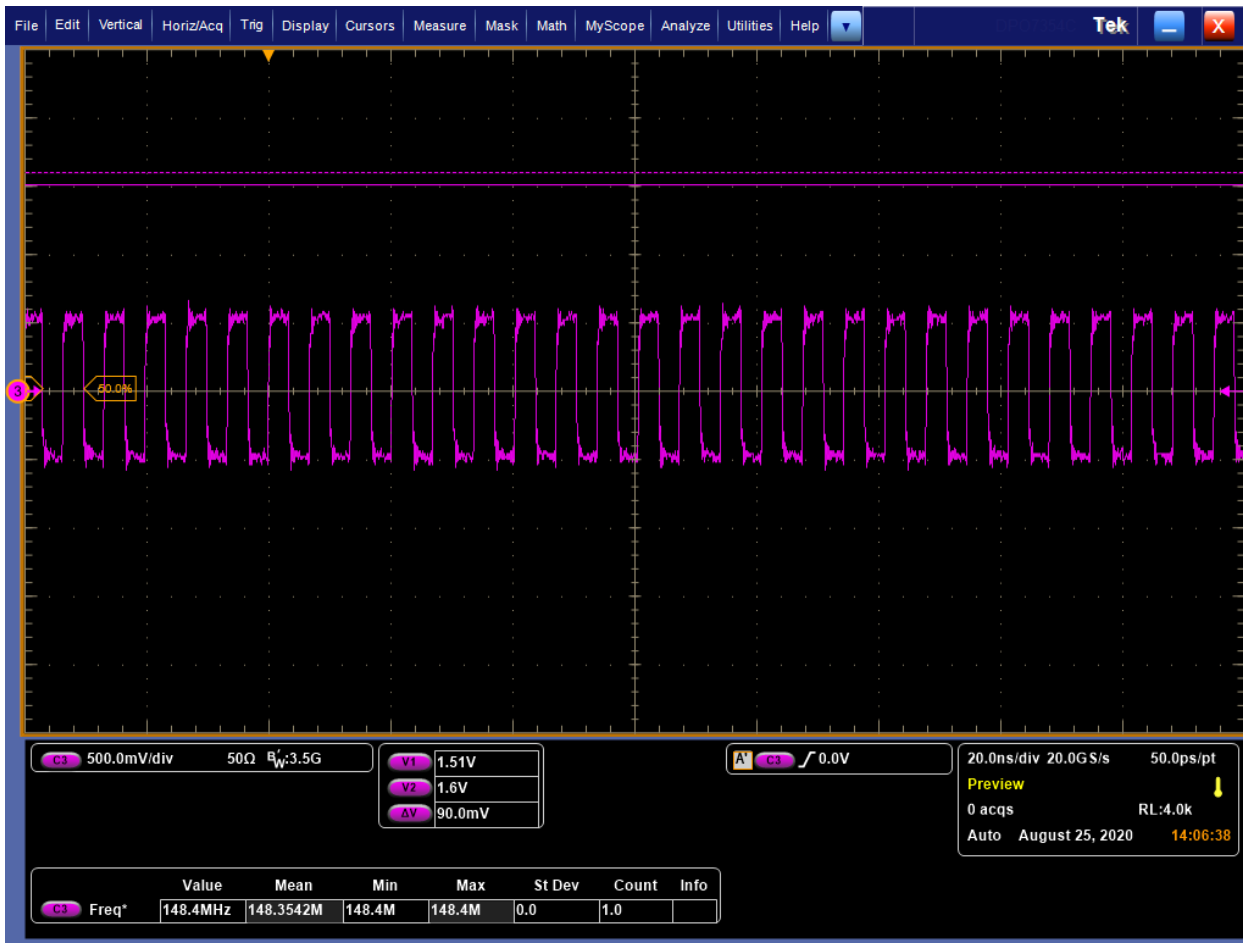 File Edit Vertical Horiz/Acq Trig Display Cursors Measure Mask Math MyScope Analyze Utilities Help Tek X
3 50.0%
C3 500.0mV/div 50Ω BW:3.5G
V1 1.51V
V2 1.6V
ΔV 90.0mV
A' C3 0.0V
20.0ns/div 20.0GS/s 50.0ps/pt
Preview
0 acqs RL:4.0k
Auto August 25, 2020 14:06:38
Value Mean Min Max St Dev Count Info
C3 Freq* 148.4MHz 148.3542M 148.4M 148.4M 0.0 1.0